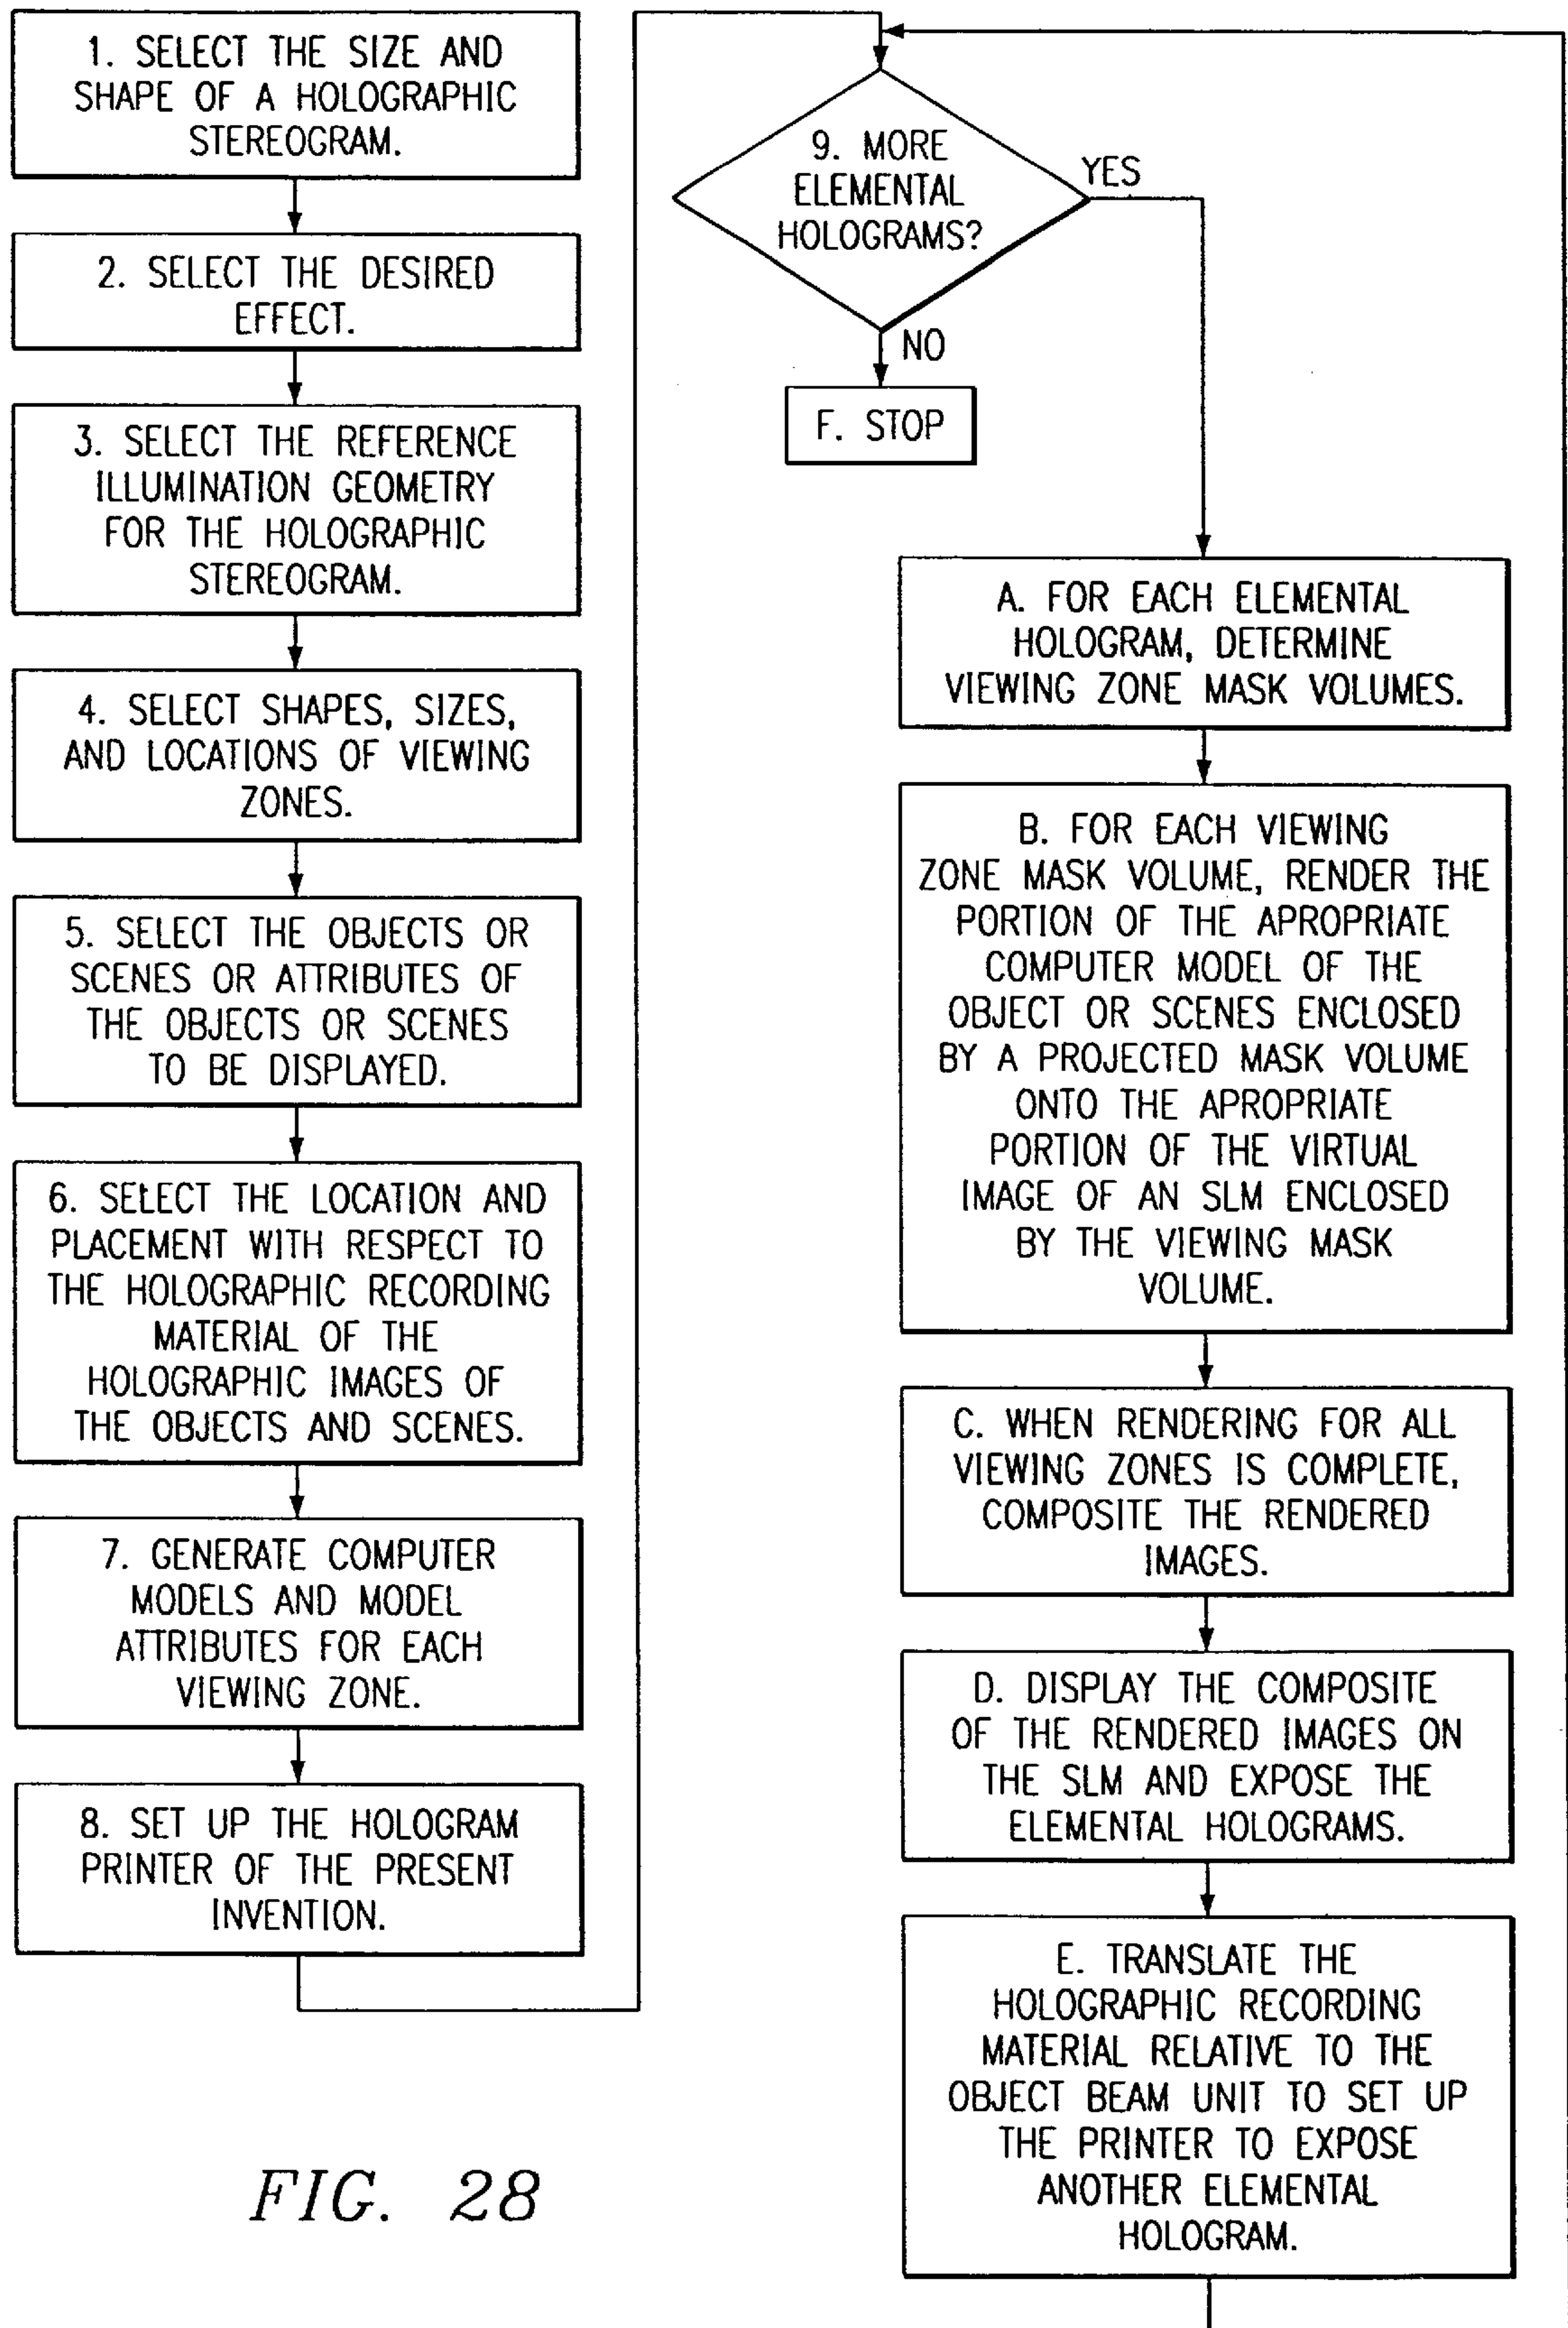 1. SELECT THE SIZE AND
SHAPE OF A HOLOGRAPHIC
STEREOGRAM.
2. SELECT THE DESIRED
EFFECT.
3. SELECT THE REFERENCE
ILLUMINATION GEOMETRY
FOR THE HOLOGRAPHIC
STEREOGRAM.
4. SELECT SHAPES, SIZES,
AND LOCATIONS OF VIEWING
ZONES.
5. SELECT THE OBJECTS OR
SCENES OR ATTRIBUTES OF
THE OBJECTS OR SCENES
TO BE DISPLAYED.
6. SELECT THE LOCATION AND
PLACEMENT WITH RESPECT TO
THE HOLOGRAPHIC RECORDING
MATERIAL OF THE
HOLOGRAPHIC IMAGES OF
THE OBJECTS AND SCENES.
7. GENERATE COMPUTER
MODELS AND MODEL
ATTRIBUTES FOR EACH
VIEWING ZONE.
8. SET UP THE HOLOGRAM
PRINTER OF THE PRESENT
INVENTION.
9. MORE
ELEMENTAL
HOLOGRAMS?
YES
NO
F. STOP
A. FOR EACH ELEMENTAL
HOLOGRAM, DETERMINE
VIEWING ZONE MASK VOLUMES.
B. FOR EACH VIEWING
ZONE MASK VOLUME, RENDER THE
PORTION OF THE APROPRIATE
COMPUTER MODEL OF THE
OBJECT OR SCENES ENCLOSED
BY A PROJECTED MASK VOLUME
ONTO THE APROPRIATE
PORTION OF THE VIRTUAL
IMAGE OF AN SLM ENCLOSED
BY THE VIEWING MASK
VOLUME.
C. WHEN RENDERING FOR ALL
VIEWING ZONES IS COMPLETE,
COMPOSITE THE RENDERED
IMAGES.
D. DISPLAY THE COMPOSITE
OF THE RENDERED IMAGES ON
THE SLM AND EXPOSE THE
ELEMENTAL HOLOGRAMS.
E. TRANSLATE THE
HOLOGRAPHIC RECORDING
MATERIAL RELATIVE TO THE
OBJECT BEAM UNIT TO SET UP
THE PRINTER TO EXPOSE
ANOTHER ELEMENTAL
HOLOGRAM.
FIG. 28